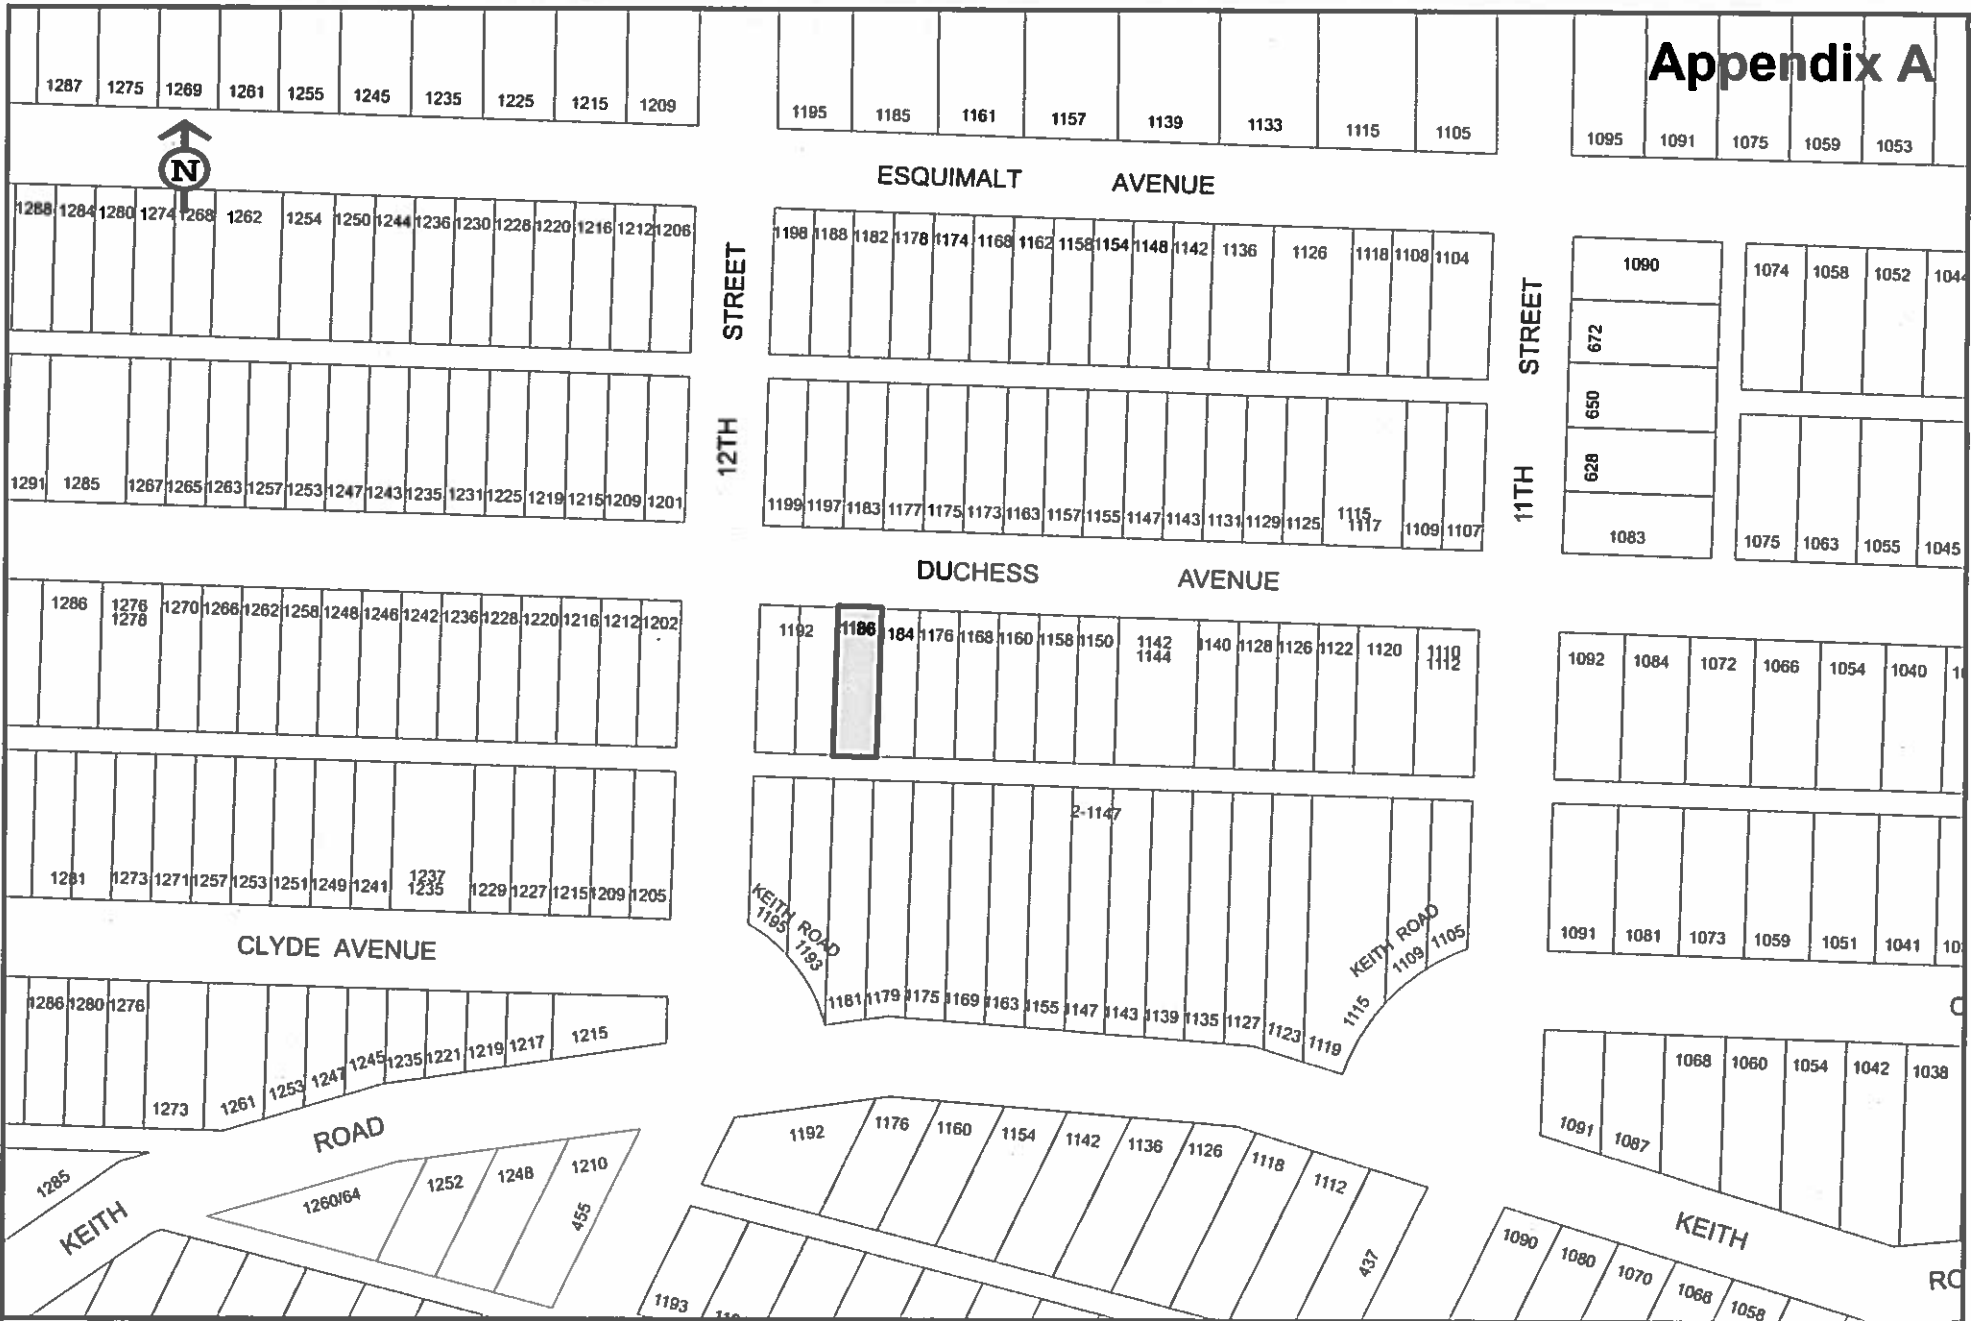 Appendix A
1287 1275 1269 1261 1255 1245 1235 1225 1215 1209 1195 1185 1161 1157 1139 1133 1115 1105 1095 1091 1075 1059 1053
N
ESQUIMALT AVENUE
1288 1284 1280 1274 1268 1262 1254 1250 1244 1236 1230 1228 1220 1216 1212 1206
1198 1188 1182 1178 1174 1168 1162 1158 1154 1148 1142 1136 1126 1118 1108 1104
1090 1074 1058 1052 1044
672
650
628
1083
12TH STREET
11TH STREET
1291 1285 1267 1265 1263 1257 1253 1247 1243 1235 1231 1225 1219 1215 1209 1201
1199 1197 1183 1177 1175 1173 1163 1157 1155 1147 1143 1131 1129 1125 1115 1117 1109 1107
1075 1063 1055 1045
DUCHESS AVENUE
1286 1276 1278 1270 1266 1262 1258 1248 1246 1242 1236 1228 1220 1216 1212 1202
1192 1186 184 1176 1168 1160 1158 1150 1142 1144 1140 1128 1126 1122 1120 1110 1112
1092 1084 1072 1066 1054 1040
2-1147
1281 1273 1271 1257 1253 1251 1249 1241 1237 1235 1229 1227 1215 1209 1205
KEITH ROAD
1195 1193
1181 1179 1175 1169 1163 1155 1147 1143 1139 1135 1127 1123 1119 1115
KEITH ROAD
1109 1105
1091 1081 1073 1059 1051 1041
CLYDE AVENUE
C
1286 1280 1276
1273 1261 1253 1247 1245 1235 1221 1219 1217 1215
1068 1060 1054 1042 1038
1091 1087
KEITH ROAD
1285
1260/64 1252 1248 1210
455
1192 1176 1160 1154 1142 1136 1126 1118 1112
437
KEITH RO
1193
1090 1080 1070 1066 1058